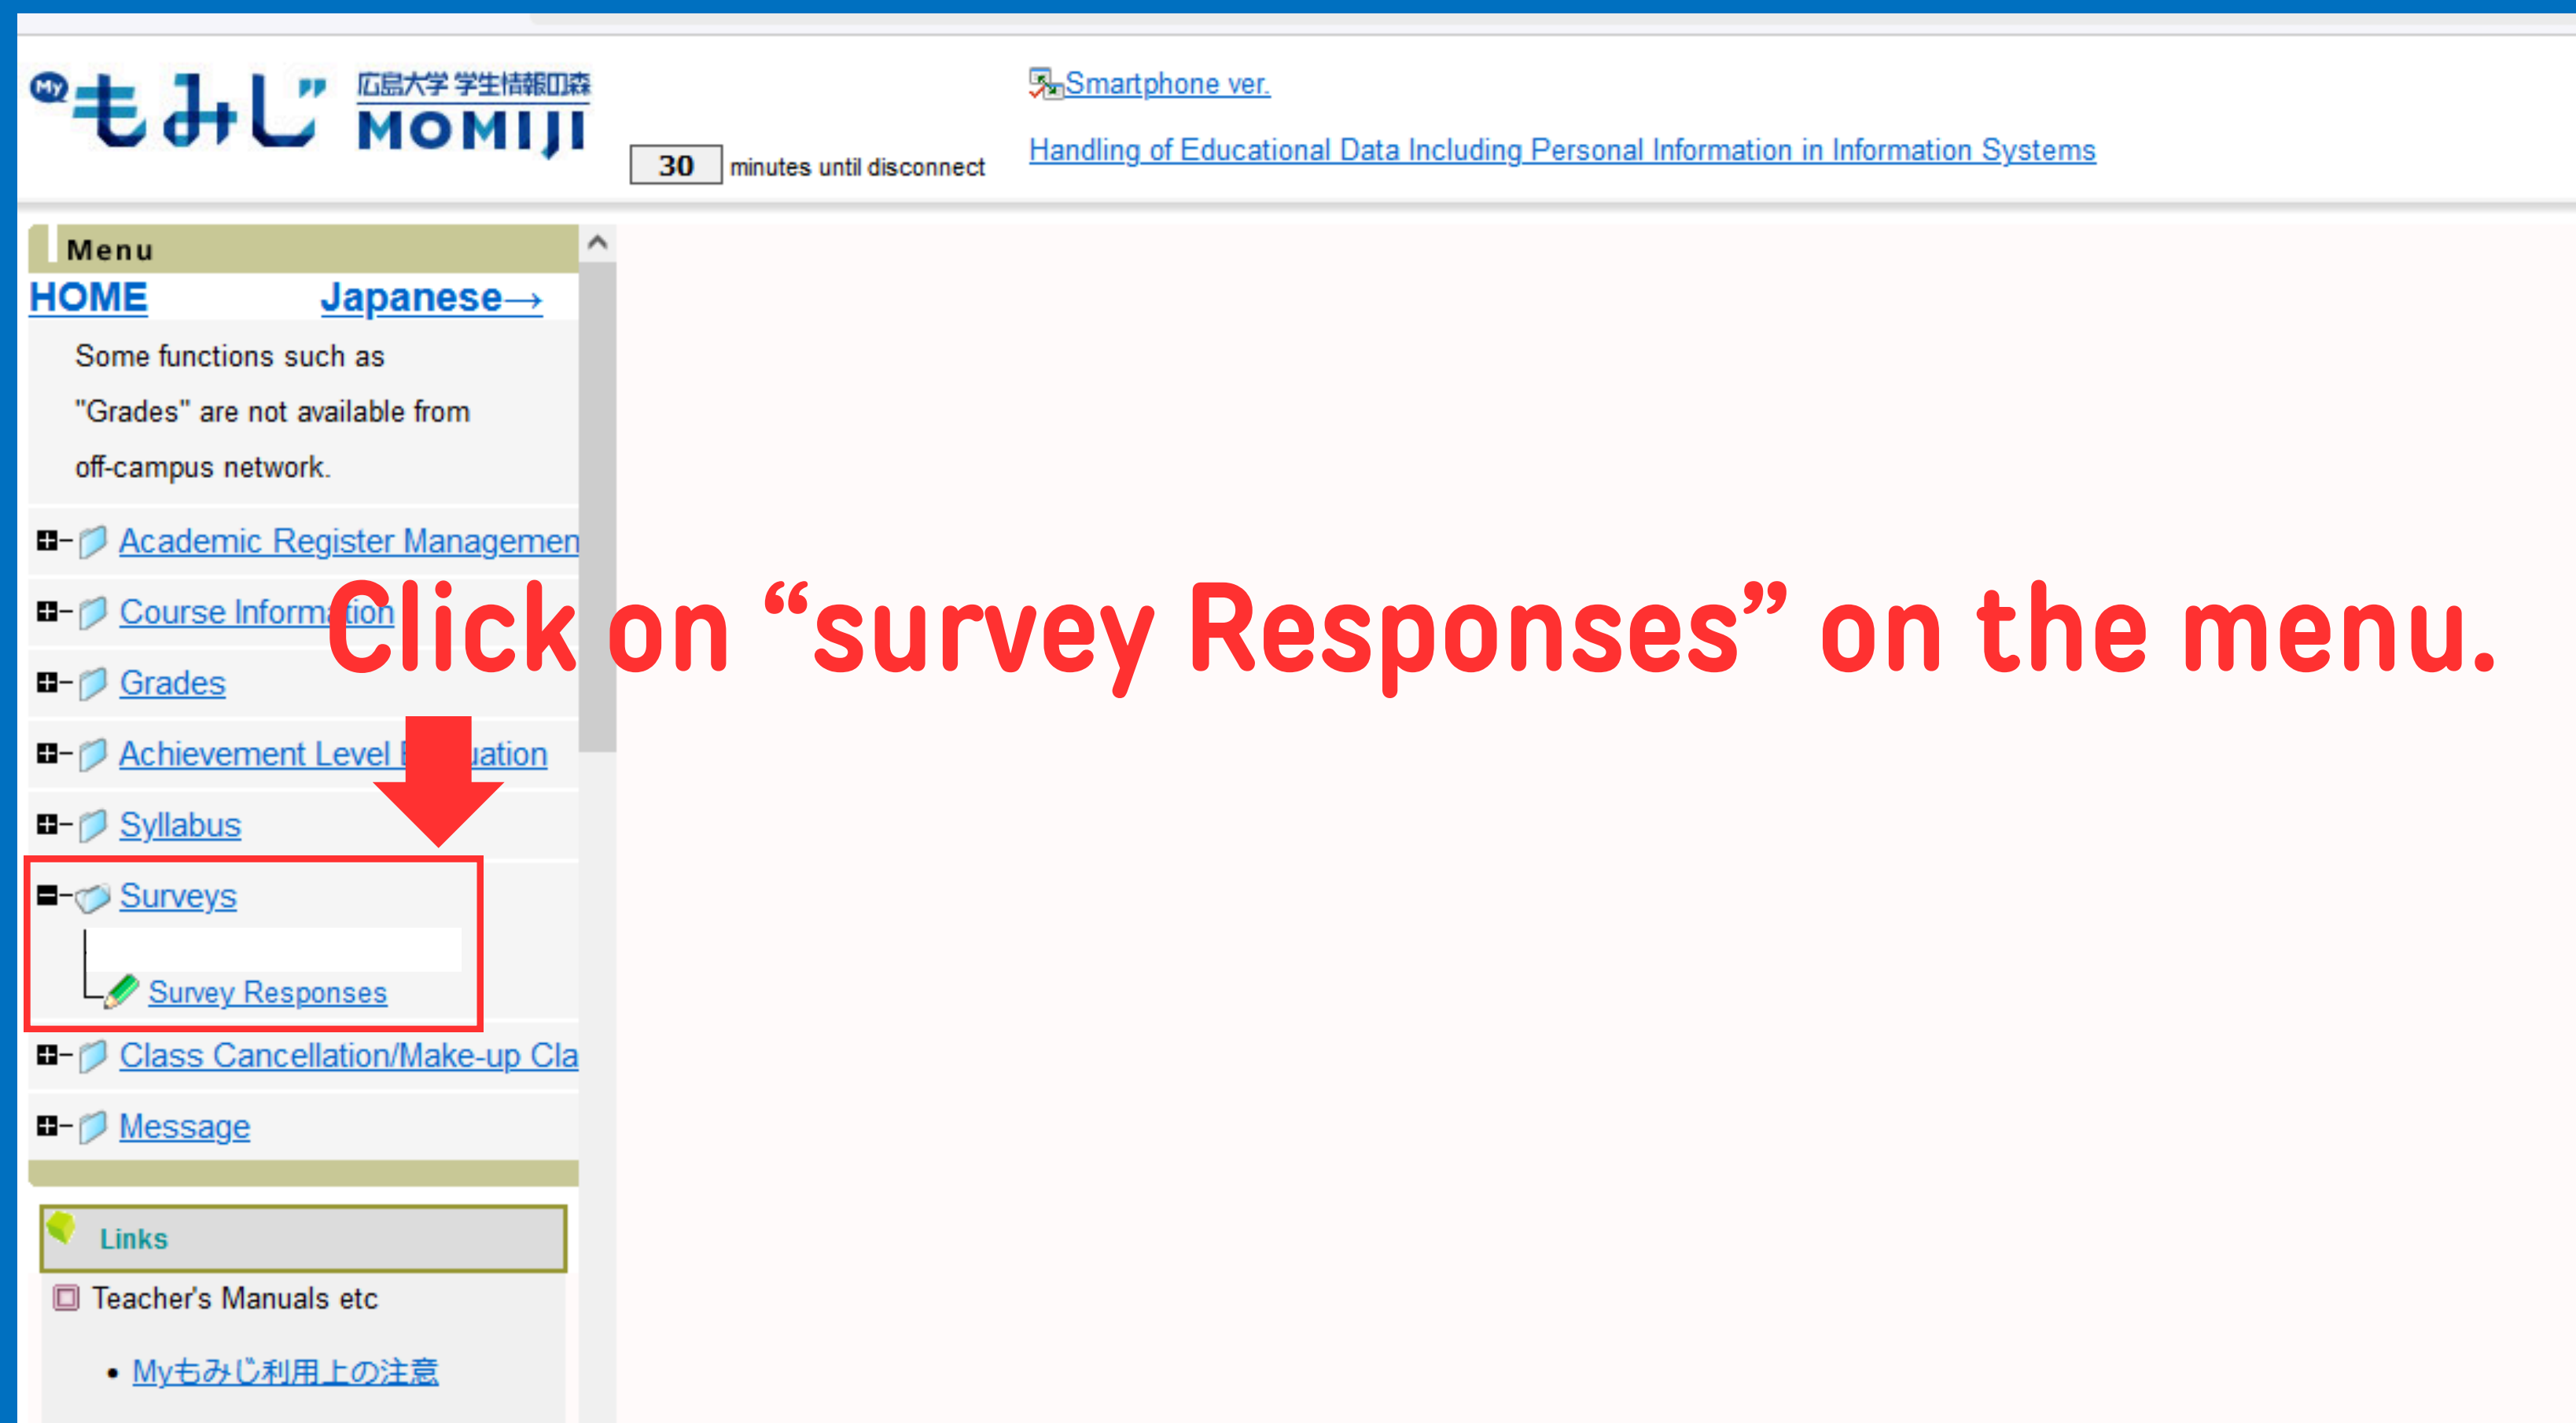 My もみじ 広島大学 学生情報の森
MOMIJI
30 minutes until disconnect
Smartphone ver.
Handling of Educational Data Including Personal Information in Information Systems
Menu
HOME Japanese→
Some functions such as
"Grades" are not available from
off-campus network.
Academic Register Managemen
Course Information
Click on “survey Responses” on the menu.
Grades
Achievement Level
uation
Syllabus
Surveys
Survey Responses
Class Cancellation/Make-up Cla
Message
Links
Teacher's Manuals etc
• Myもみじ利用上の注意